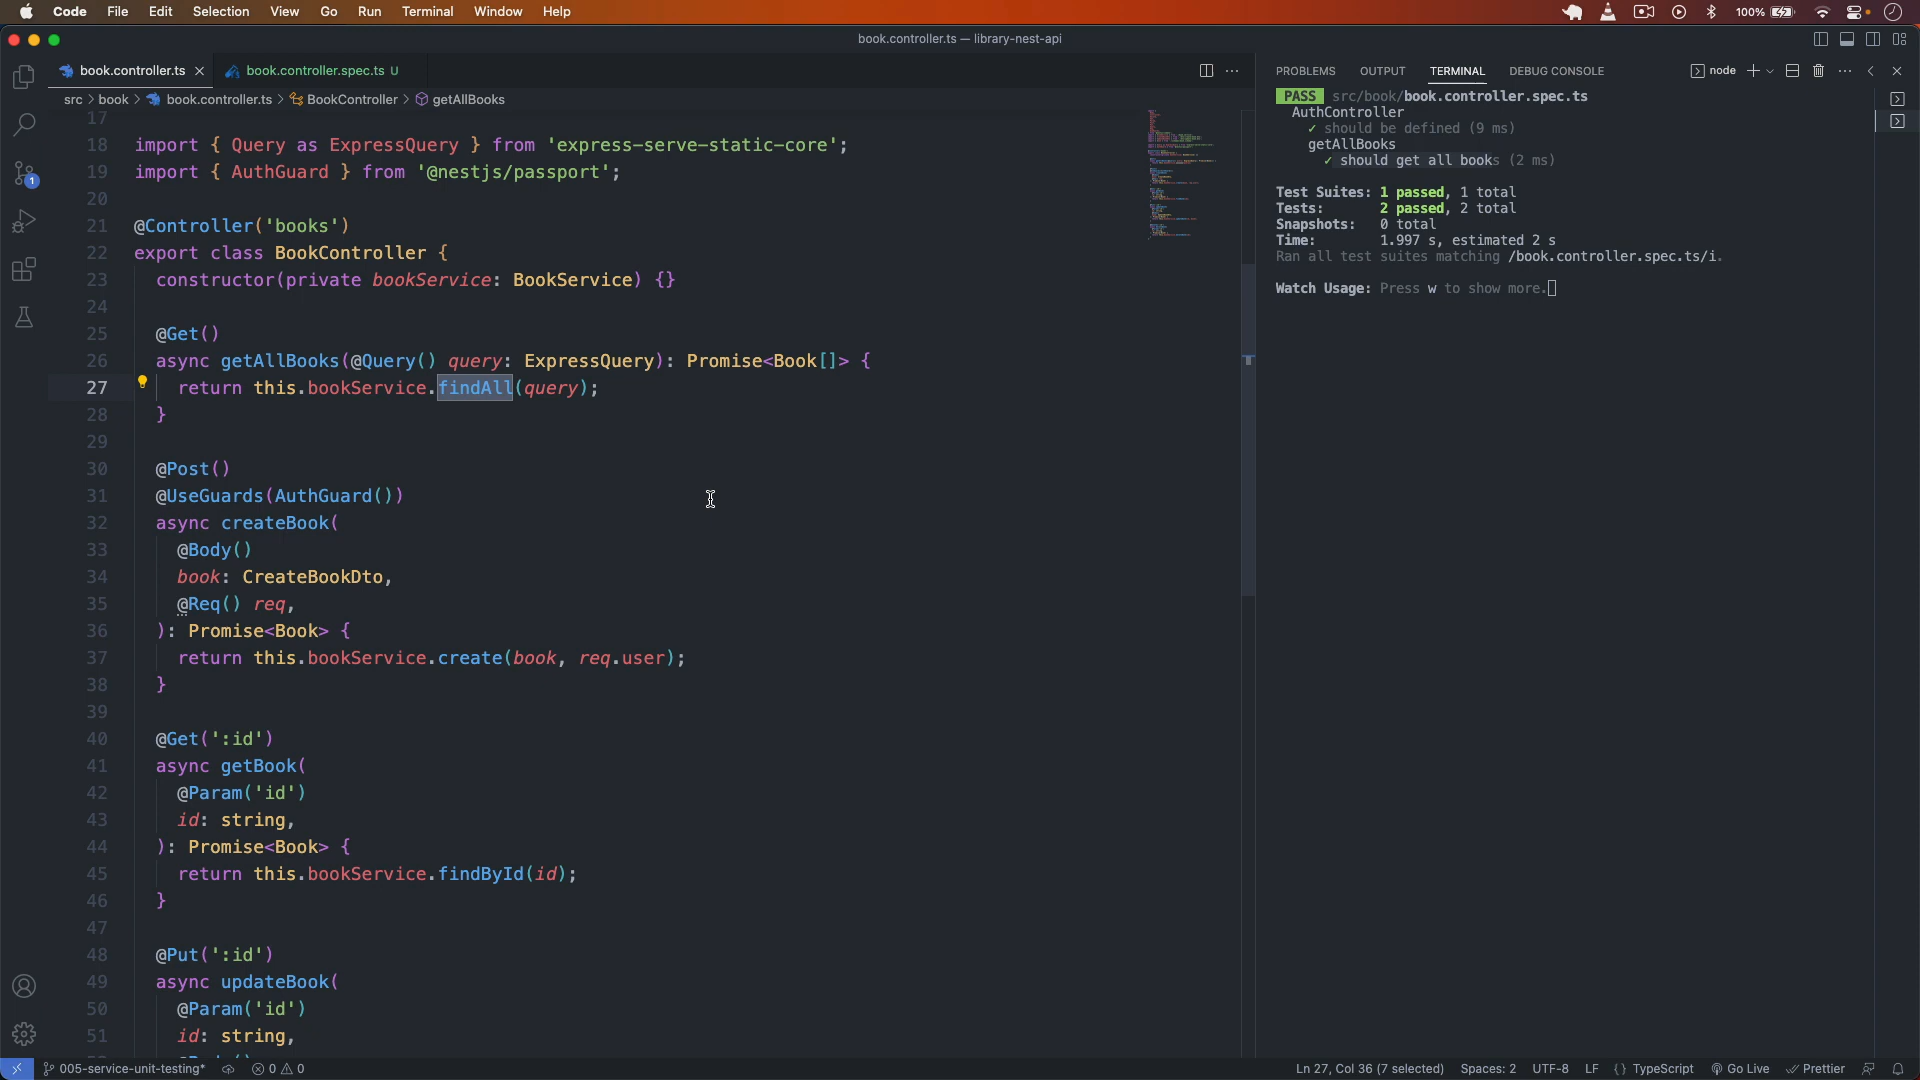 Code File Edit Selection View Go Run Terminal Window Help 100%
book.controller.ts — library-nest-api
book.controller.ts book.controller.spec.ts U
src > book > book.controller.ts > BookController > getAllBooks
17
18 import { Query as ExpressQuery } from 'express-serve-static-core';
19 import { AuthGuard } from '@nestjs/passport';
20
21 @Controller('books')
22 export class BookController {
23 constructor(private bookService: BookService) {}
24
25 @Get()
26 async getAllBooks(@Query() query: ExpressQuery): Promise<Book[]> {
27 return this.bookService.findAll(query);
28 }
29
30 @Post()
31 @UseGuards(AuthGuard())
32 async createBook(
33 @Body()
34 book: CreateBookDto,
35 @Req() req,
36 ): Promise<Book> {
37 return this.bookService.create(book, req.user);
38 }
39
40 @Get(':id')
41 async getBook(
42 @Param('id')
43 id: string,
44 ): Promise<Book> {
45 return this.bookService.findById(id);
46 }
47
48 @Put(':id')
49 async updateBook(
50 @Param('id')
51 id: string,
PROBLEMS OUTPUT TERMINAL DEBUG CONSOLE node
PASS src/book/book.controller.spec.ts
AuthController
✓ should be defined (9 ms)
getAllBooks
✓ should get all books (2 ms)
Test Suites: 1 passed, 1 total
Tests: 2 passed, 2 total
Snapshots: 0 total
Time: 1.997 s, estimated 2 s
Ran all test suites matching /book.controller.spec.ts/i.
Watch Usage: Press w to show more.
1
005-service-unit-testing* 0 0 Ln 27, Col 36 (7 selected) Spaces: 2 UTF-8 LF {} TypeScript Go Live Prettier